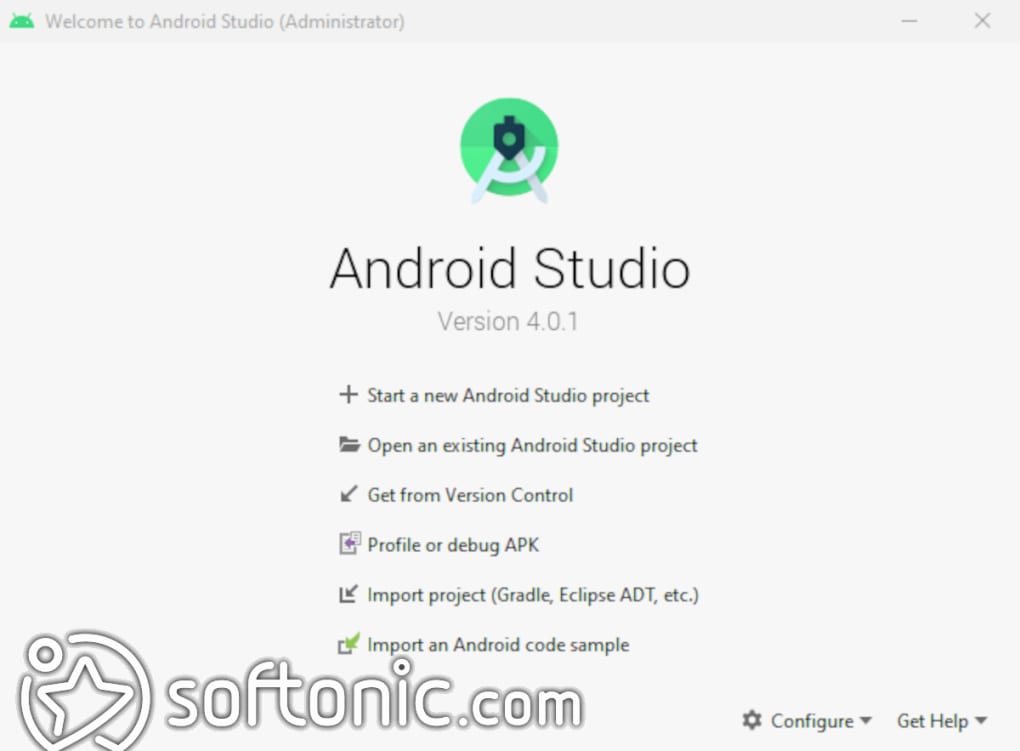 Welcome to Android Studio (Administrator)
Android Studio
Version 4.0.1
Start a new Android Studio project
Open an existing Android Studio project
Get from Version Control
Profile or debug APK
Import project (Gradle, Eclipse ADT, etc.)
Import an Android code sample
softonic.com
Configure
Get Help